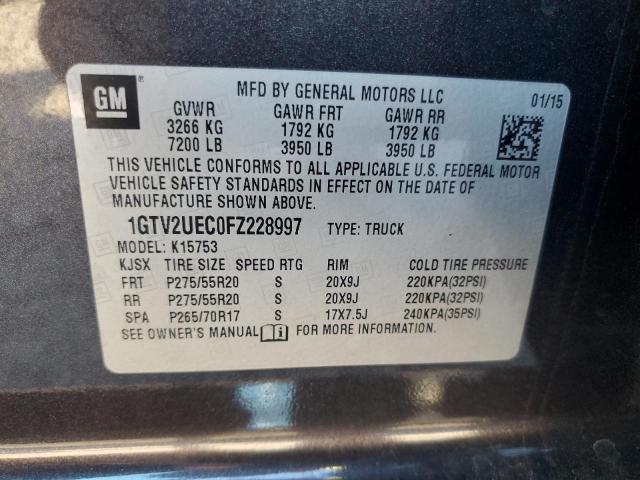 GM
MFD BY GENERAL MOTORS LLC 01/15
GVWR GAWR FRT GAWR RR
3266 KG 1792 KG 1792 KG
7200 LB 3950 LB 3950 LB
THIS VEHICLE CONFORMS TO ALL APPLICABLE U.S. FEDERAL MOTOR
VEHICLE SAFETY STANDARDS IN EFFECT ON THE DATE OF
MANUFACTURE SHOWN ABOVE.
1GTV2UEC0FZ228997 TYPE: TRUCK
MODEL: K15753
KJSX TIRE SIZE SPEED RTG RIM COLD TIRE PRESSURE
FRT P275/55R20 S 20X9J 220KPA(32PSI)
RR P275/55R20 S 20X9J 220KPA(32PSI)
SPA P265/70R17 S 17X7.5J 240KPA(35PSI)
SEE OWNER'S MANUAL FOR MORE INFORMATION.